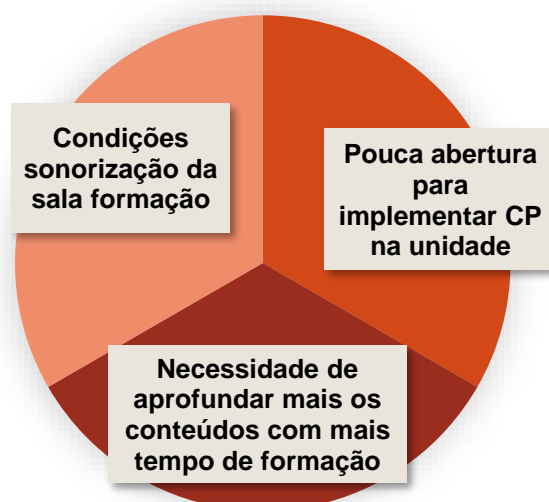 Condições
sonorização da
sala formação
Pouca abertura
para
implementar CP
na unidade
Necessidade de
aprofundar mais os
conteúdos com mais
tempo de formação